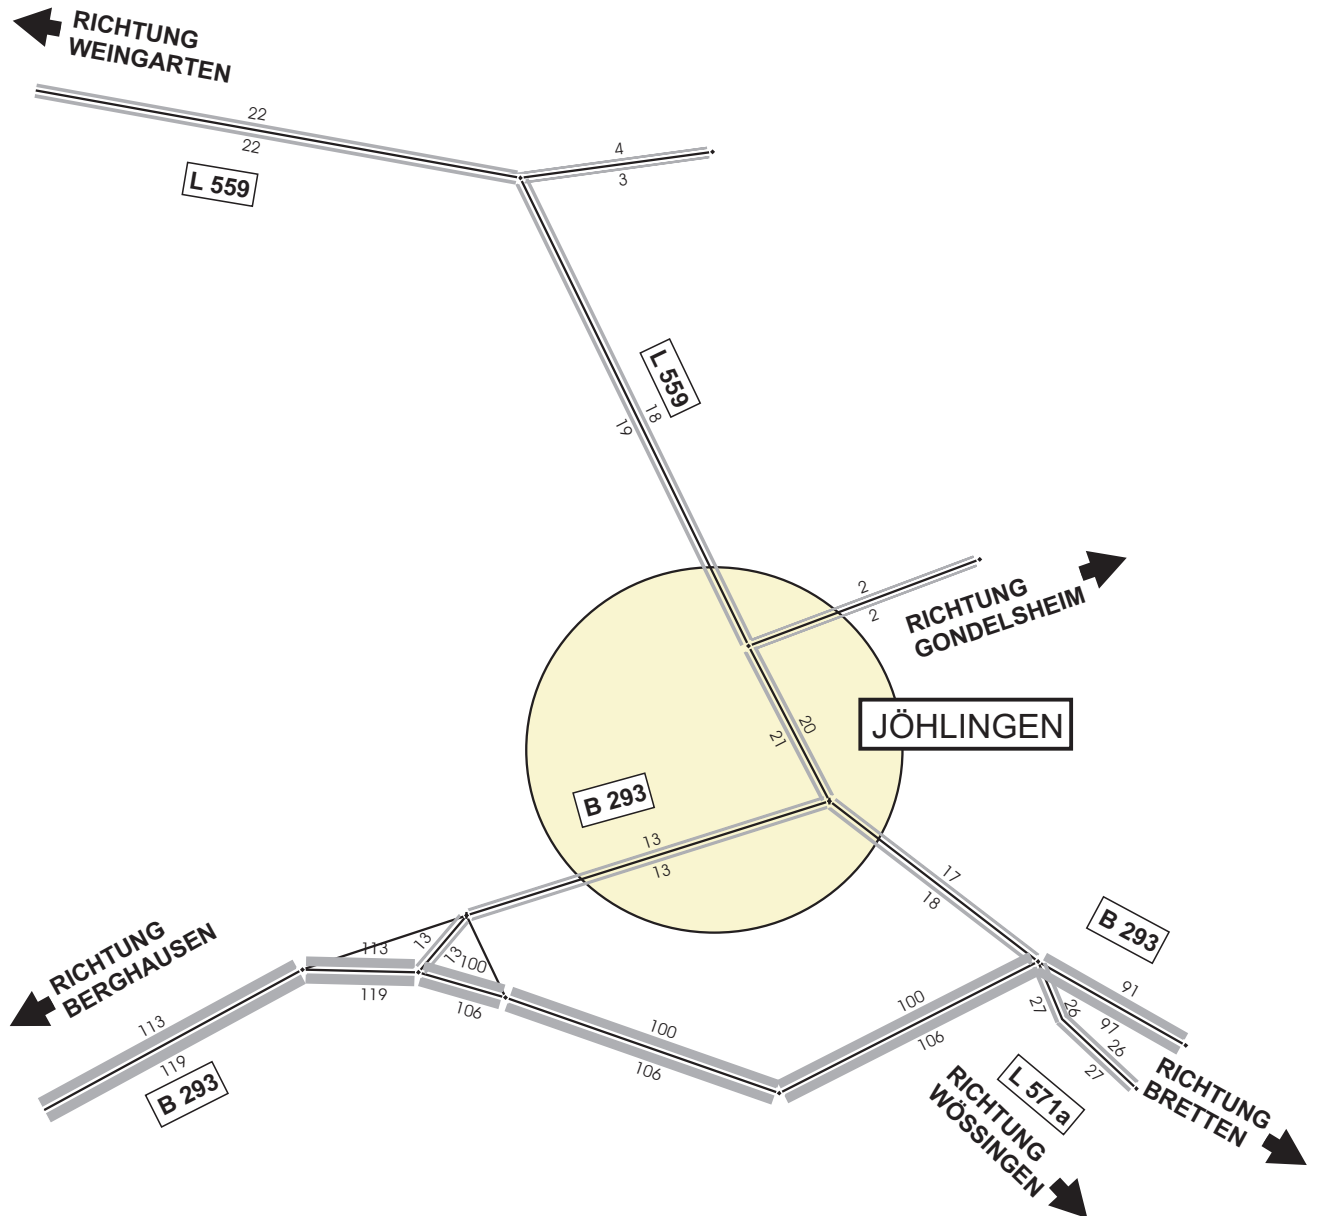 RICHTUNG
WEINGARTEN
22
22
L 559
4
3
L 559
18
19
2
2
RICHTUNG
GONDELSHEIM
20
21
JÖHLINGEN
B 293
13
13
17
18
B 293
RICHTUNG
BERGHAUSEN
113
119
B 293
113
119
13
13
100
106
100
106
100
106
91
97
26
27
26
27
L 571a
RICHTUNG
WÖSSINGEN
RICHTUNG
BRETTEN